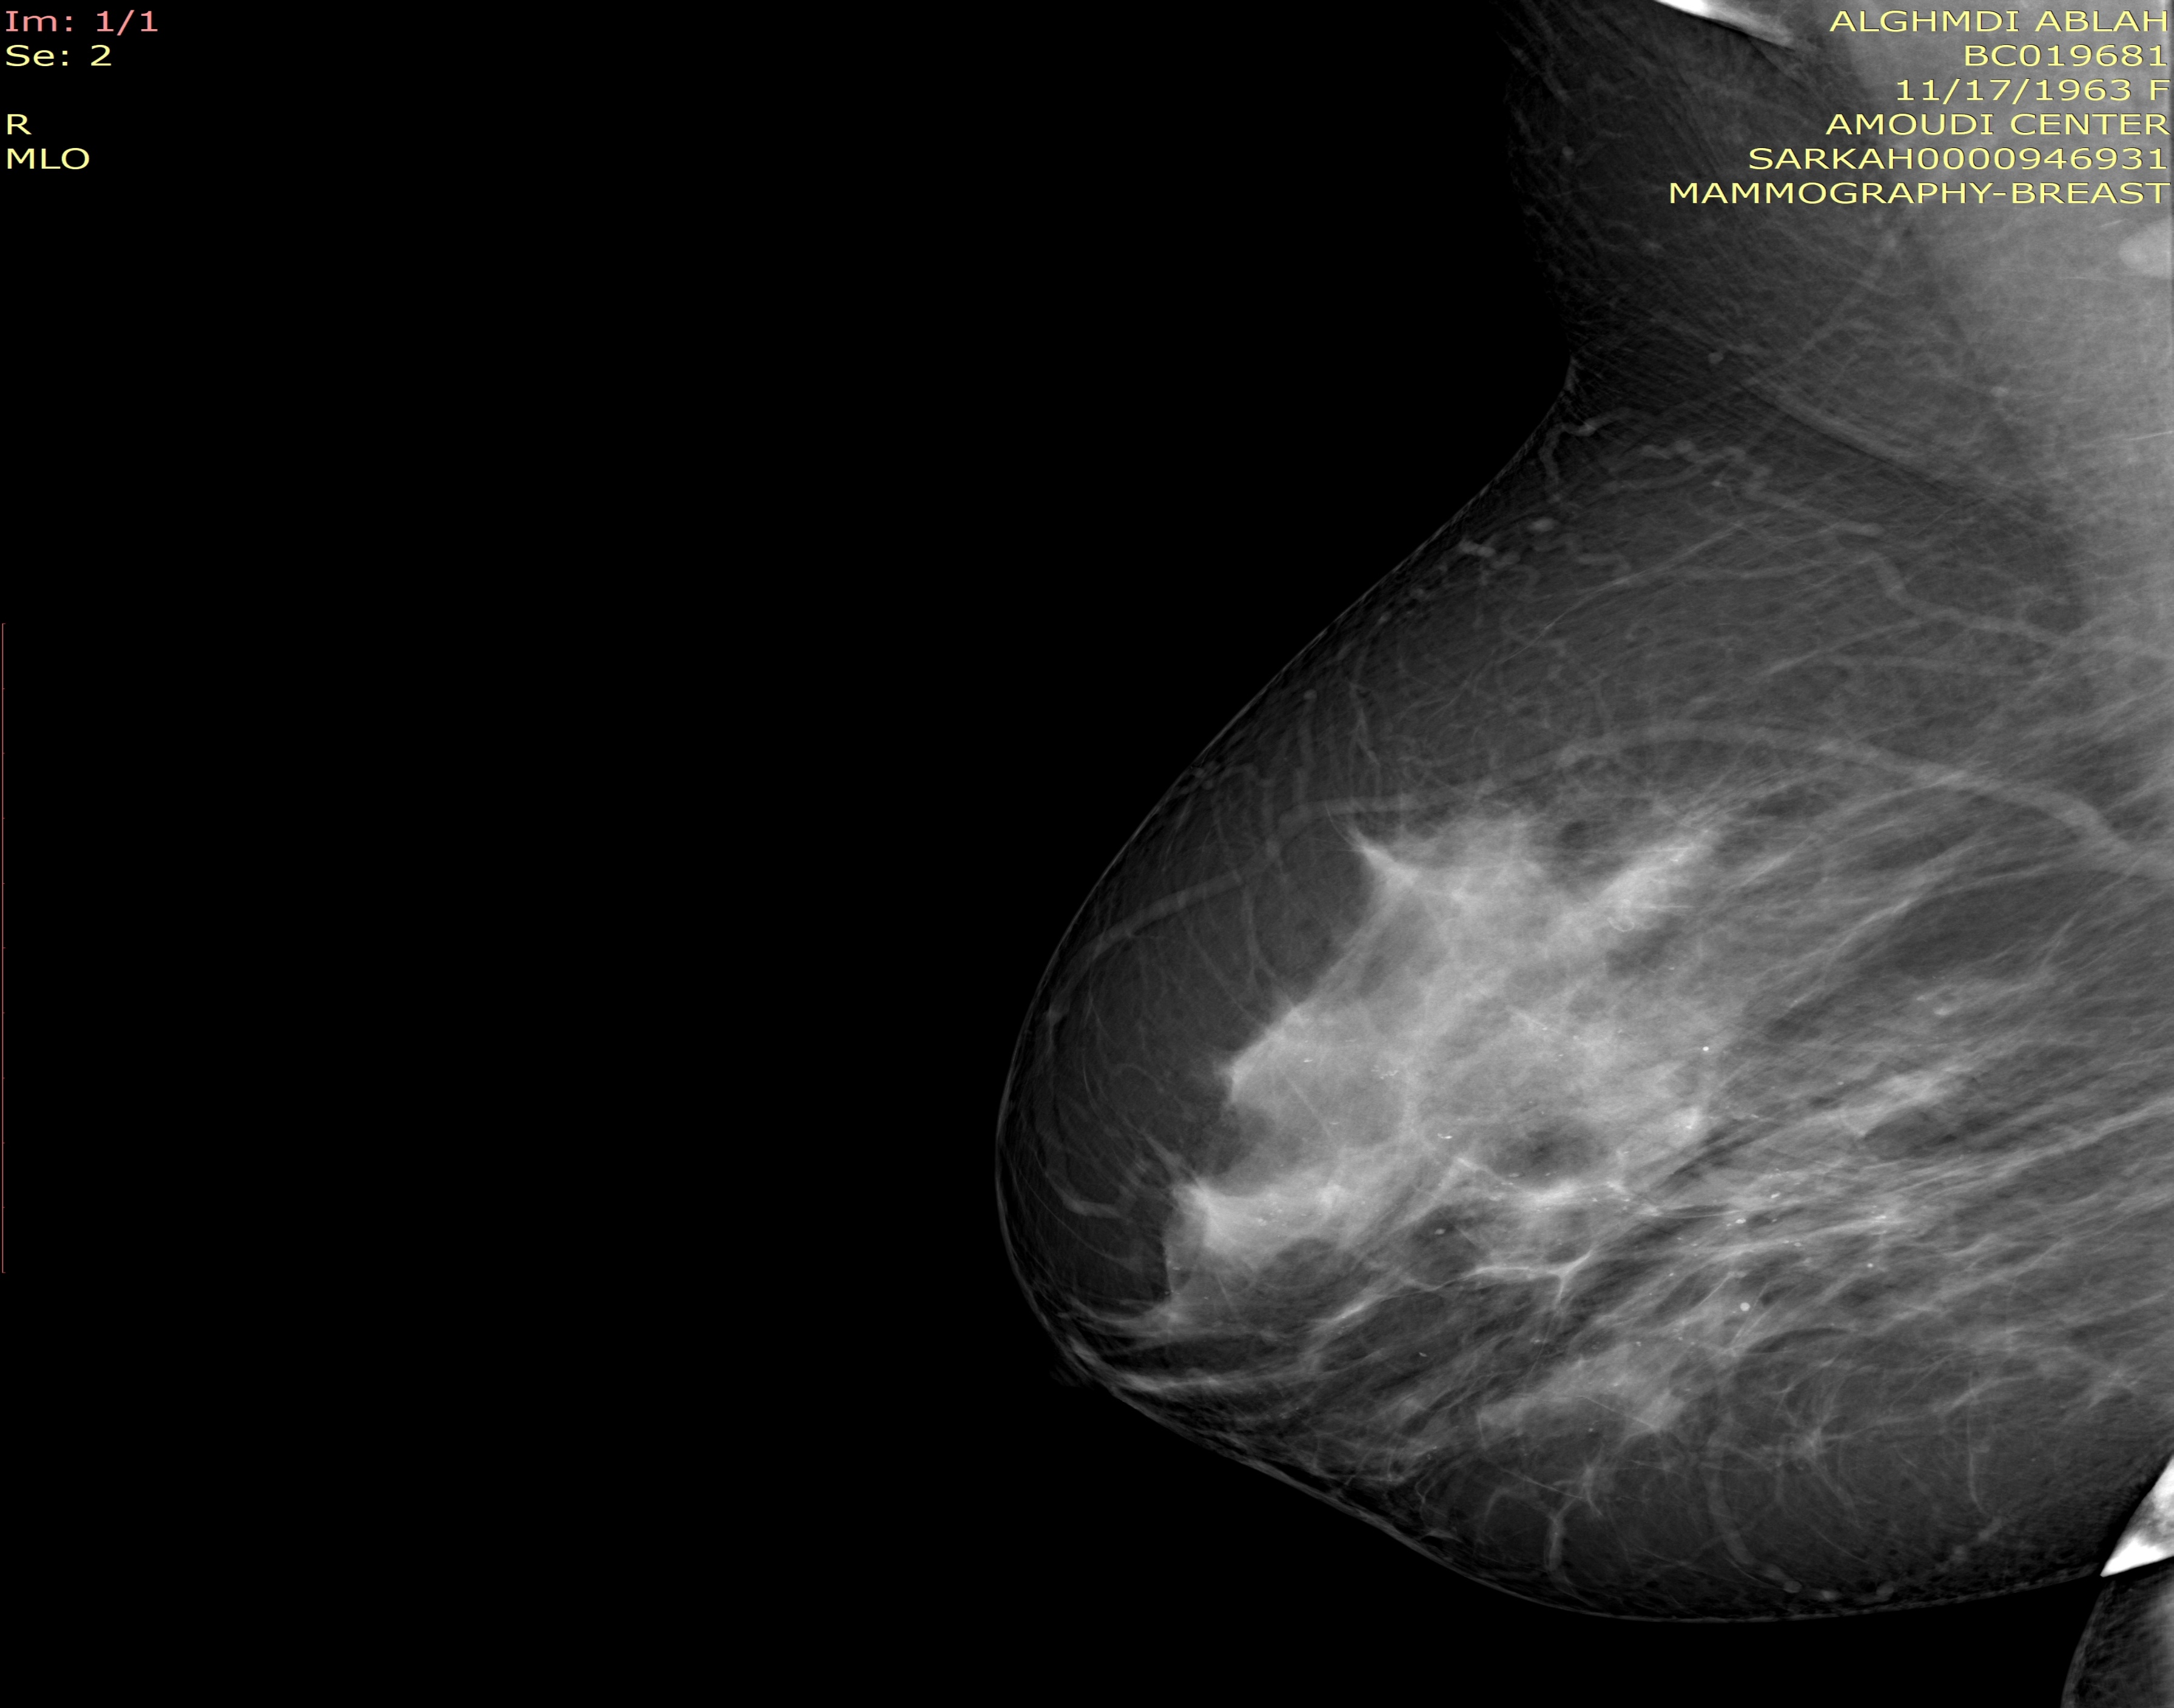 Im: 1/1
Se: 2
R
MLO
ALGHMDI ABLAH
BC019681
11/17/1963 F
AMOUDI CENTER
SARKAH0000946931
MAMMOGRAPHY-BREAST